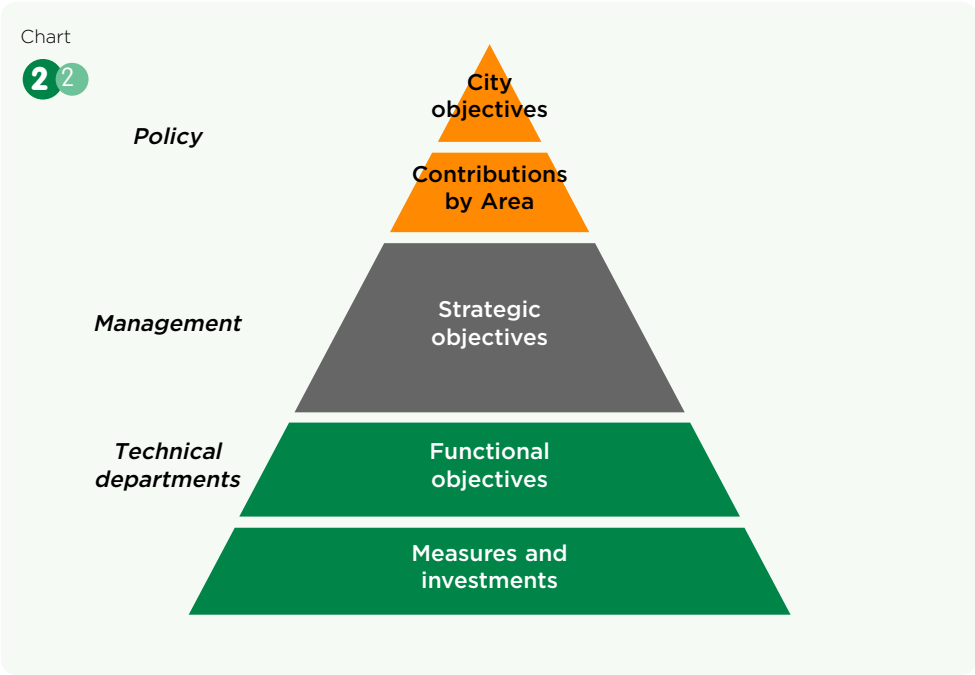 Chart
2 2
City
objectives
Policy
Contributions
by Area
Strategic
objectives
Management
Technical
departments
Functional
objectives
Measures and
investments